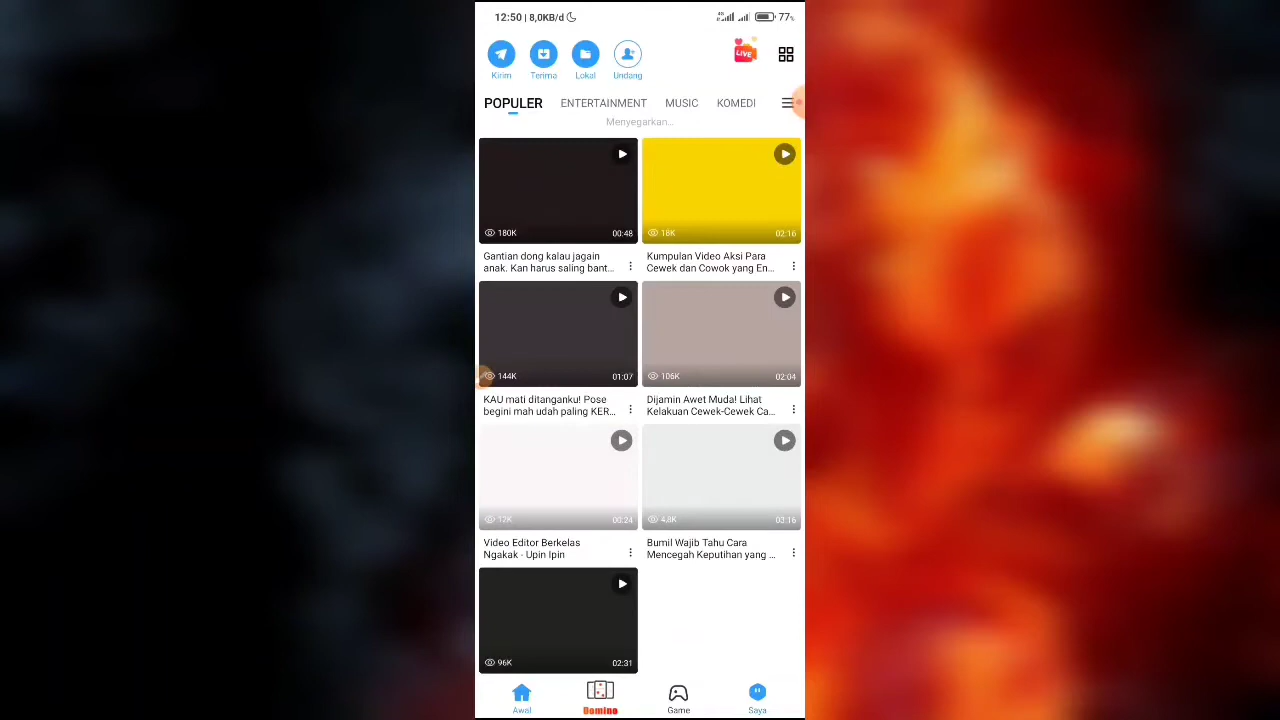 12:50 | 8,0KB/d
77%
LIVE
Kirim
Terima
Lokal
Undang
POPULER
ENTERTAINMENT
MUSIC
KOMEDI
Menyegarkan...
180K
00:48
18K
02:16
Gantian dong kalau jagain
anak. Kan harus saling bant...
Kumpulan Video Aksi Para
Cewek dan Cowok yang En...
144K
01:07
106K
02:04
KAU mati ditanganku! Pose
begini mah udah paling KER...
Dijamin Awet Muda! Lihat
Kelakuan Cewek-Cewek Ca...
12K
00:24
4,8K
03:16
Video Editor Berkelas
Ngakak - Upin Ipin
Bumil Wajib Tahu Cara
Mencegah Keputihan yang ...
96K
02:31
Awal
Domino
Game
Saya